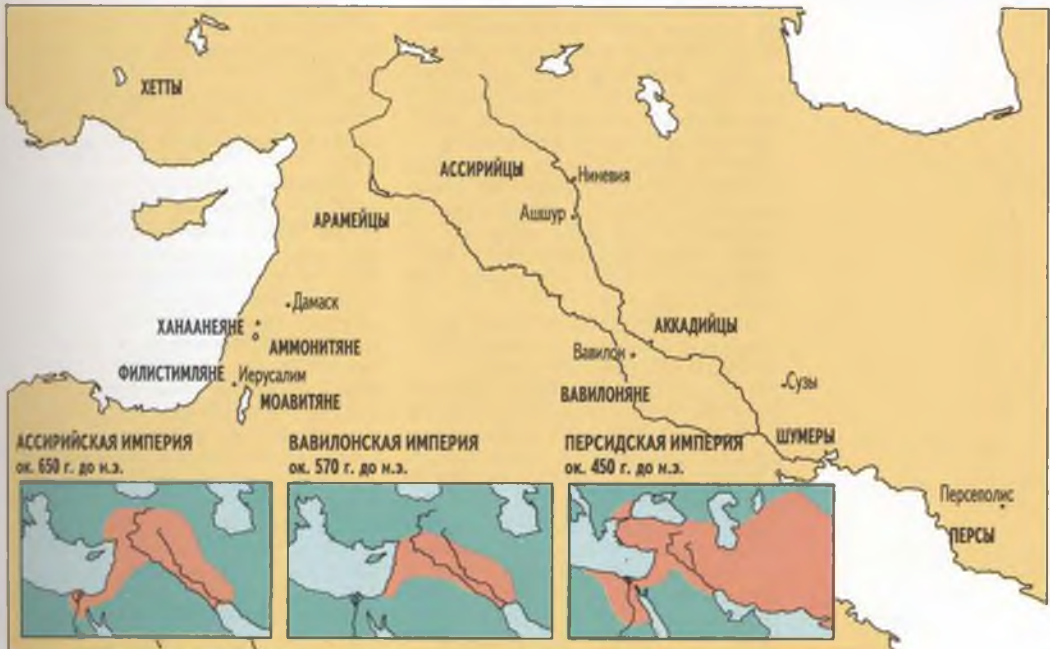 ХЕТТЫ
АССИРИЙЦЫ
Ниневия
Ашшур
АРАМЕЙЦЫ
Дамаск
ХАНААНЕЯНЕ
АММОНИТЯНЕ
АККАДИЙЦЫ
Вавилон
ФИЛИСТИМЛЯНЕ
Иерусалим
МОАВИТЯНЕ
ВАВИЛОНЯНЕ
Сузы
ШУМЕРЫ
Персеполис
ПЕРСЫ
АССИРИЙСКАЯ ИМПЕРИЯ
ок. 650 г. до н.э.
ВАВИЛОНСКАЯ ИМПЕРИЯ
ок. 570 г. до н.э.
ПЕРСИДСКАЯ ИМПЕРИЯ
ок. 450 г. до н.э.